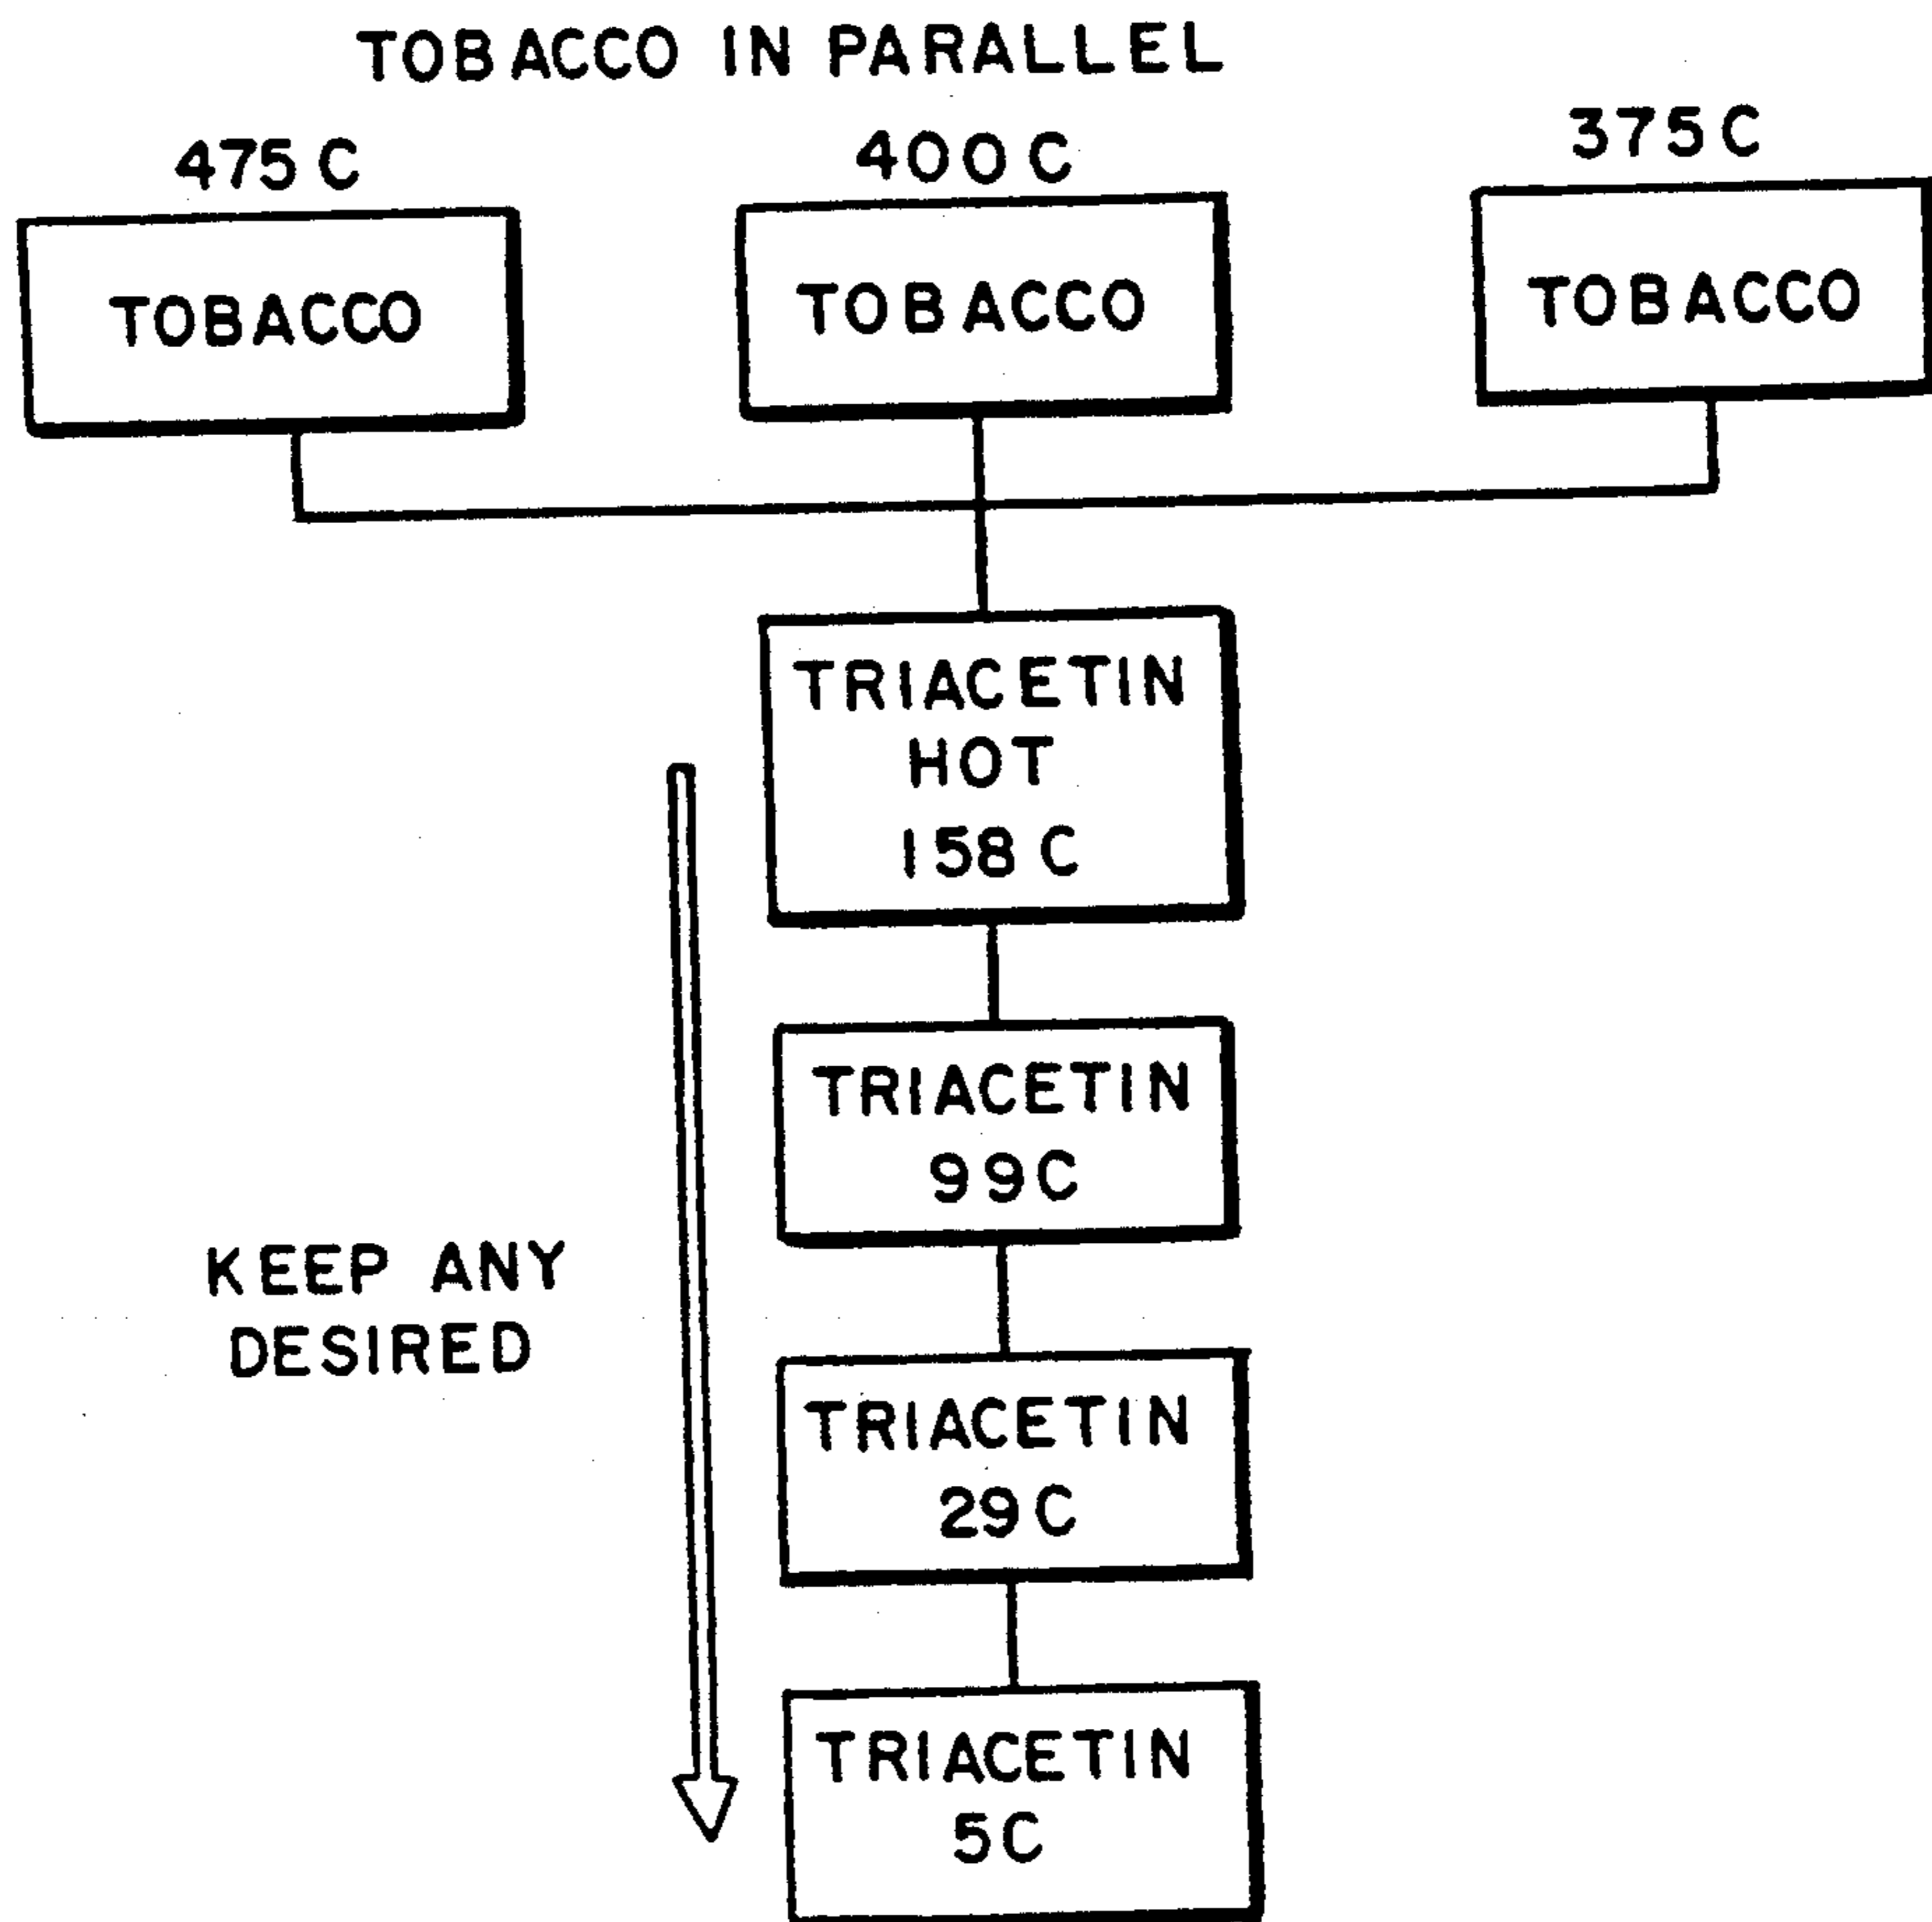 TOBACCO IN PARALLEL
475 C
400 C
375 C
TOBACCO
TOBACCO
TOBACCO
TRIACETIN
HOT
158 C
TRIACETIN
99C
KEEP ANY
DESIRED
TRIACETIN
29 C
TRIACETIN
5C